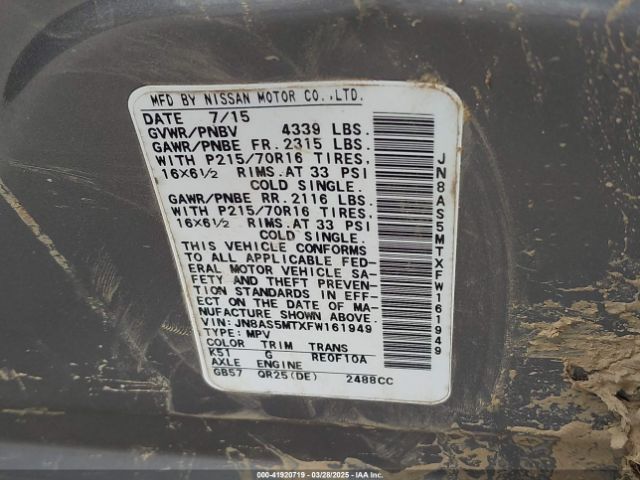 MFD BY NISSAN MOTOR CO.,LTD.
DATE 7/15
GVWR/PNBV 4339 LBS.
GAWR/PNBE FR. 2315 LBS.
WITH P215/70R16 TIRES,
16X6½ RIMS. AT 33 PSI
COLD SINGLE.
GAWR/PNBE RR. 2116 LBS.
WITH P215/70R16 TIRES,
16X6½ RIMS. AT 33 PSI
COLD SINGLE.
THIS VEHICLE CONFORMS
TO ALL APPLICABLE FED-
ERAL MOTOR VEHICLE SA-
FETY AND THEFT PREVEN-
TION STANDARDS IN EFF-
ECT ON THE DATE OF MA-
NUFACTURE SHOWN ABOVE.
VIN: JN8AS5MTXFW161949
TYPE: MPV
COLOR TRIM TRANS
K51 G RE0F10A
AXLE ENGINE
GB57 QR25(DE) 2488CC
JN8AS5MTXFW161949
000-41920719 | 03/28/2025 | IAAI.COM